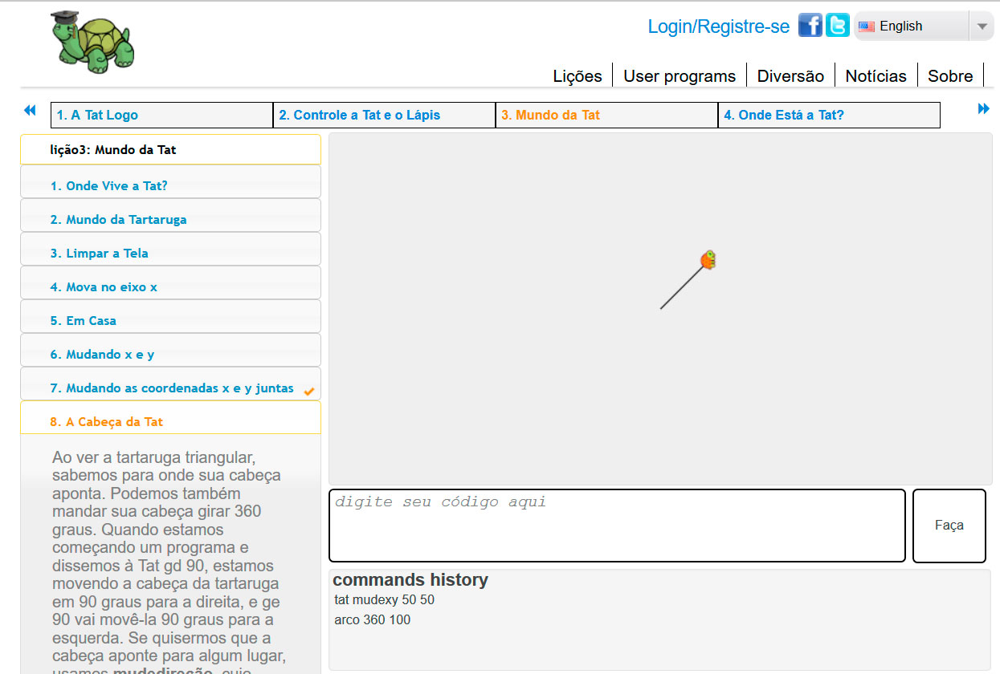 Login/Registre-se
English
Lições
User programs
Diversão
Notícias
Sobre
1. A Tat Logo
2. Controle a Tat e o Lápis
3. Mundo da Tat
4. Onde Está a Tat?
lição3: Mundo da Tat
1. Onde Vive a Tat?
2. Mundo da Tartaruga
3. Limpar a Tela
4. Mova no eixo x
5. Em Casa
6. Mudando x e y
7. Mudando as coordenadas x e y juntas
8. A Cabeça da Tat
Ao ver a tartaruga triangular,
sabemos para onde sua cabeça
aponta. Podemos também
mandar sua cabeça girar 360
graus. Quando estamos
começando um programa e
dissemos à Tat gd 90, estamos
movendo a cabeça da tartaruga
em 90 graus para a direita, e ge
90 vai movê-la 90 graus para a
esquerda. Se quisermos que a
cabeça aponte para algum lugar,
usamos mudedireção, cujo
digite seu código aqui
Faça
commands history
tat mudexy 50 50
arco 360 100